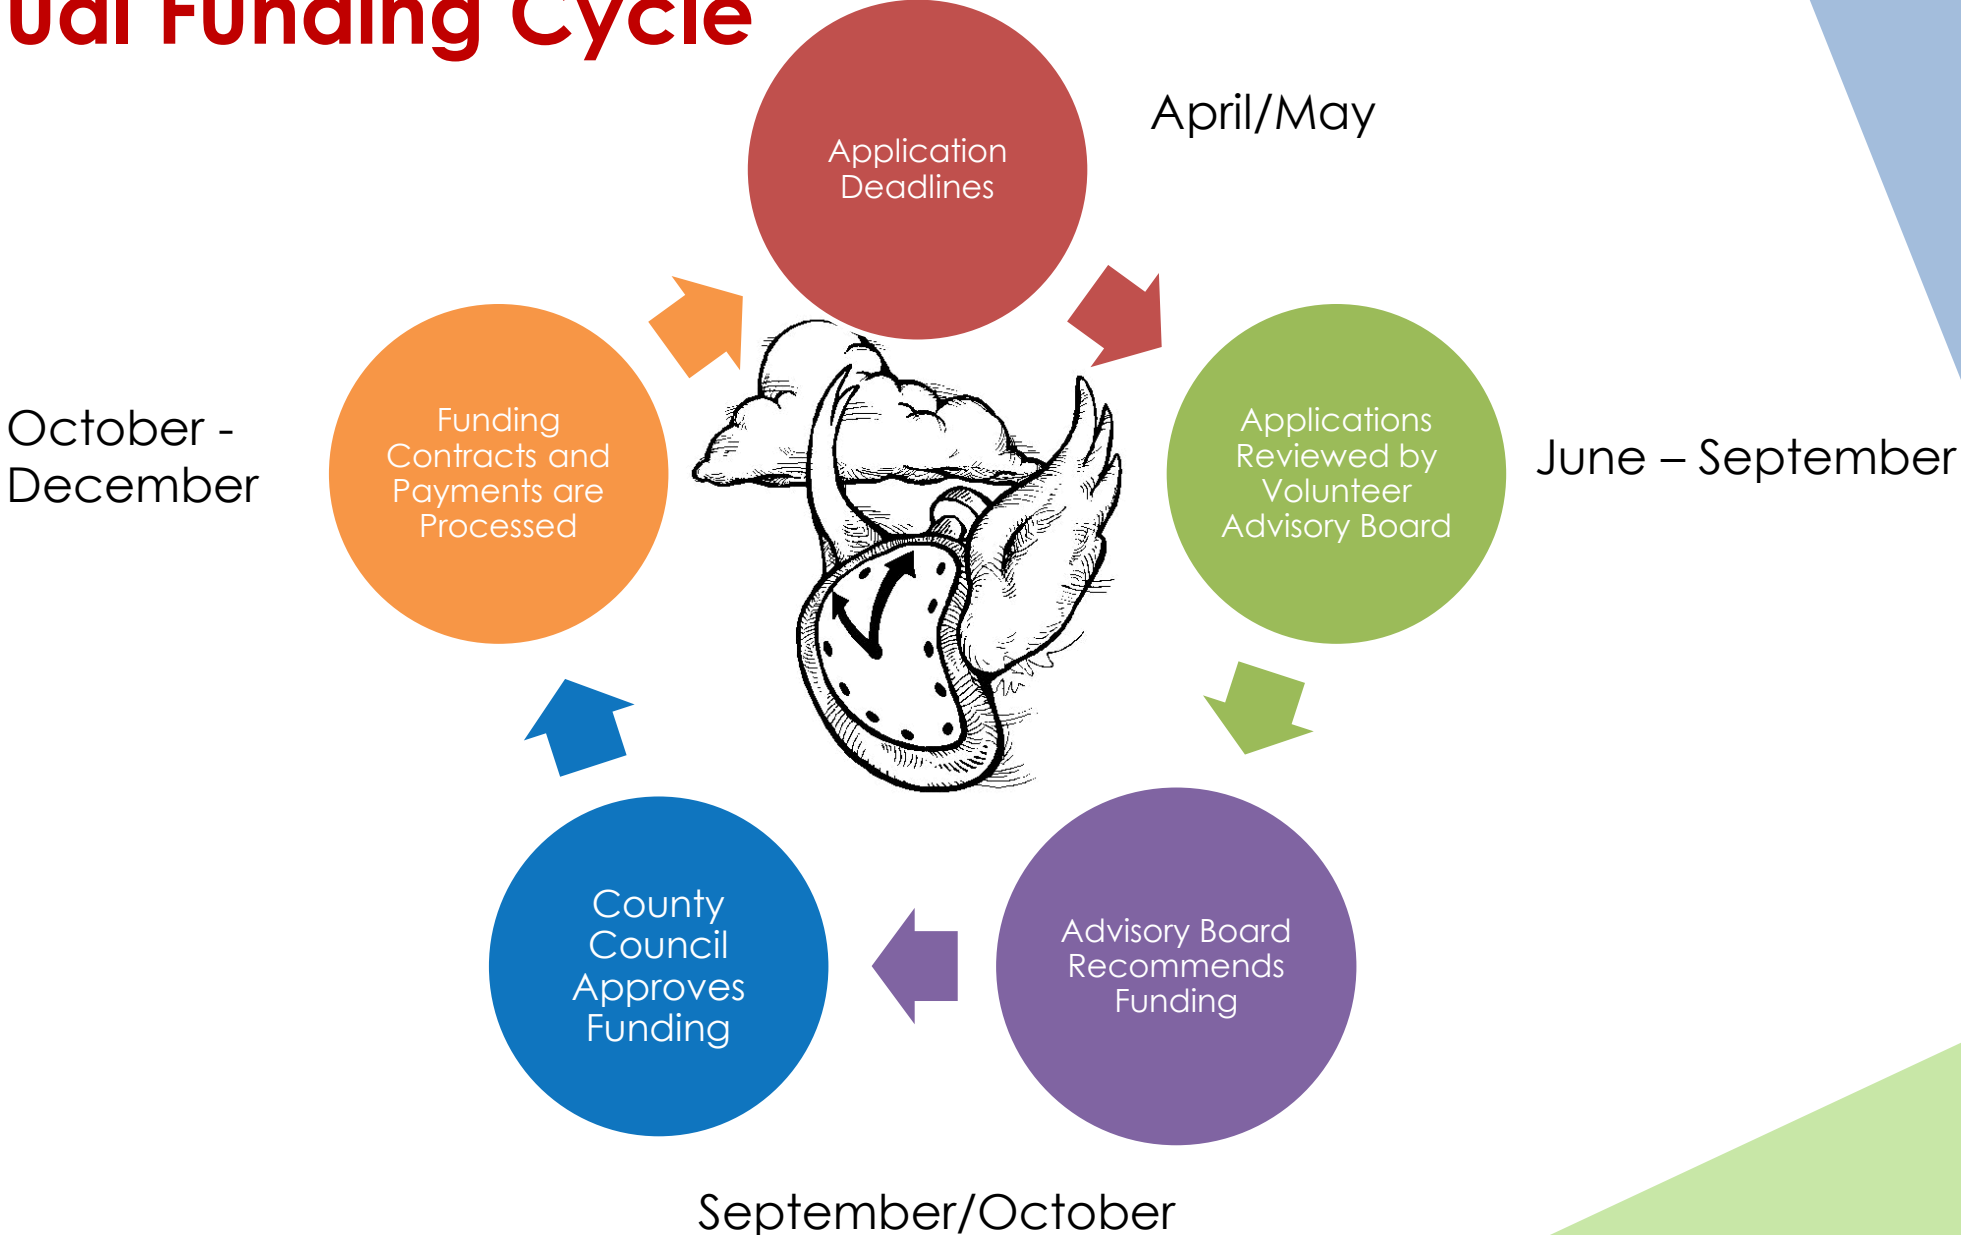 ual Funding Cycle
Application
Deadlines
April/May
Applications
Reviewed by
Volunteer
Advisory Board
June – September
Advisory Board
Recommends
Funding
September/October
County
Council
Approves
Funding
Funding
Contracts and
Payments are
Processed
October -
December